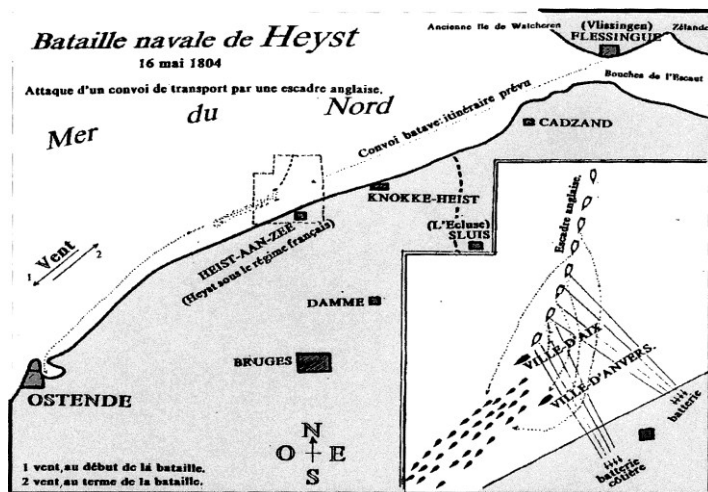 Bataille navale de Heyst
16 mai 1804
Attaque d'un convoi de transport par une escadre anglaise.
Mer du Nord
Ancienne Ile de Walcheren
Zélande
(Vlissingen)
FLESSINGUE
Bouches de l'Escaut
Convoi batave: itinéraire prévu
CADZAND
KNOKKE-HEIST
(L'Ecluse)
SLUIS
HEIST-AAN-ZEE
(Heyst sous le régime français)
Vent
1
2
DAMME
BRUGES
OSTENDE
N
O E
S
1 vent, au début de la bataille.
2 vent, au terme de la bataille.
Escadre anglaise.
VILLE-D'AIX
VILLE-D'ANVERS.
batterie
batterie
côtière